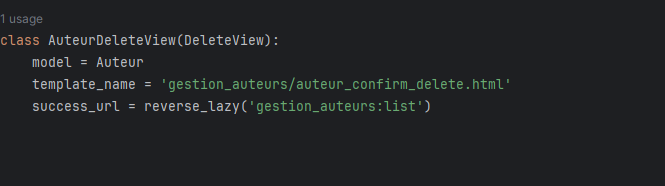 1 usage
class AuteurDeleteView(DeleteView):
    model = Auteur
    template_name = 'gestion_auteurs/auteur_confirm_delete.html'
    success_url = reverse_lazy('gestion_auteurs:list')